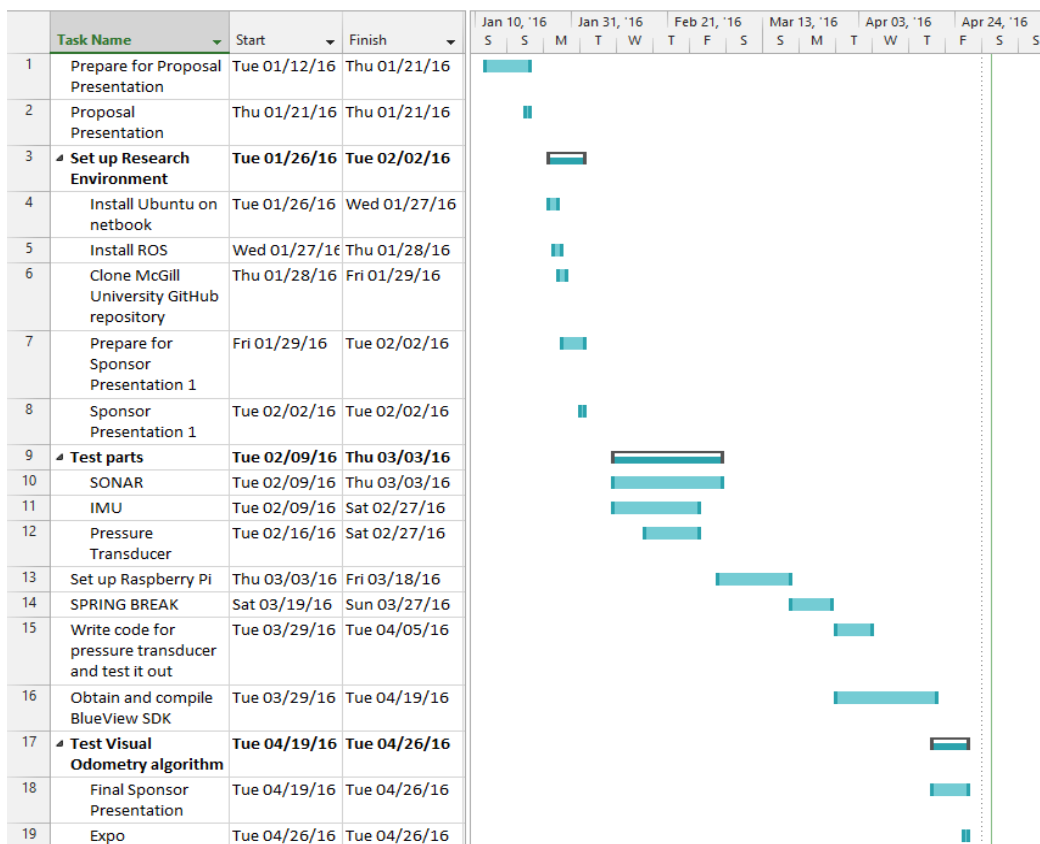 Jan 10, '16 Jan 31, '16 Feb 21, '16 Mar 13, '16 Apr 03, '16 Apr 24, '16
Task Name Start Finish S S M T W T F S S M T W T F S S
1 Prepare for Proposal Tue 01/12/16 Thu 01/21/16
Presentation
2 Proposal Thu 01/21/16 Thu 01/21/16
Presentation
3 Set up Research Tue 01/26/16 Tue 02/02/16
Environment
4 Install Ubuntu on Tue 01/26/16 Wed 01/27/16
netbook
5 Install ROS Wed 01/27/16 Thu 01/28/16
6 Clone McGill Thu 01/28/16 Fri 01/29/16
University GitHub
repository
7 Prepare for Fri 01/29/16 Tue 02/02/16
Sponsor
Presentation 1
8 Sponsor Tue 02/02/16 Tue 02/02/16
Presentation 1
9 Test parts Tue 02/09/16 Thu 03/03/16
10 SONAR Tue 02/09/16 Thu 03/03/16
11 IMU Tue 02/09/16 Sat 02/27/16
12 Pressure Tue 02/16/16 Sat 02/27/16
Transducer
13 Set up Raspberry Pi Thu 03/03/16 Fri 03/18/16
14 SPRING BREAK Sat 03/19/16 Sun 03/27/16
15 Write code for Tue 03/29/16 Tue 04/05/16
pressure transducer
and test it out
16 Obtain and compile Tue 03/29/16 Tue 04/19/16
BlueView SDK
17 Test Visual Tue 04/19/16 Tue 04/26/16
Odometry algorithm
18 Final Sponsor Tue 04/19/16 Tue 04/26/16
Presentation
19 Expo Tue 04/26/16 Tue 04/26/16